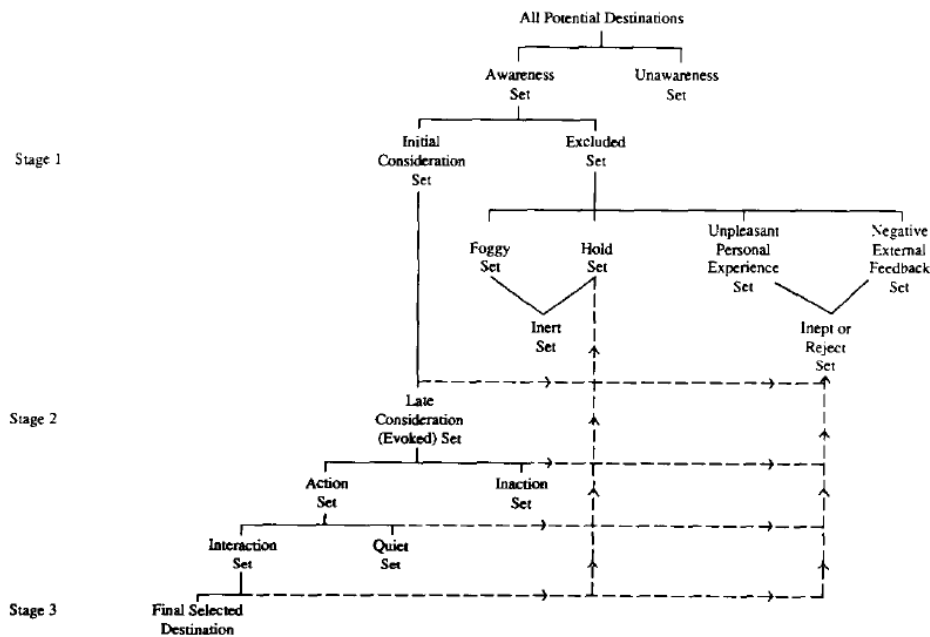 All Potential Destinations
Awareness
Set
Unawareness
Set
Stage 1
Initial
Consideration
Set
Excluded
Set
Foggy
Set
Hold
Set
Unpleasant
Personal
Experience
Set
Negative
External
Feedback
Set
Inert
Set
Inept or
Reject
Set
Stage 2
Late
Consideration
(Evoked) Set
Action
Set
Inaction
Set
Interaction
Set
Quiet
Set
Stage 3
Final Selected
Destination